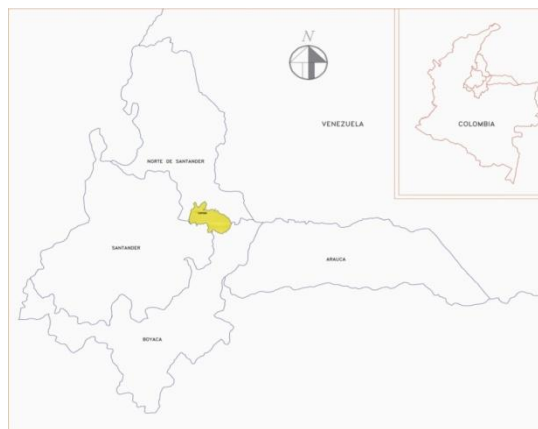 N
VENEZUELA
COLOMBIA
NORTE DE SANTANDER
SANTANDER
ARAUCA
BOYACA